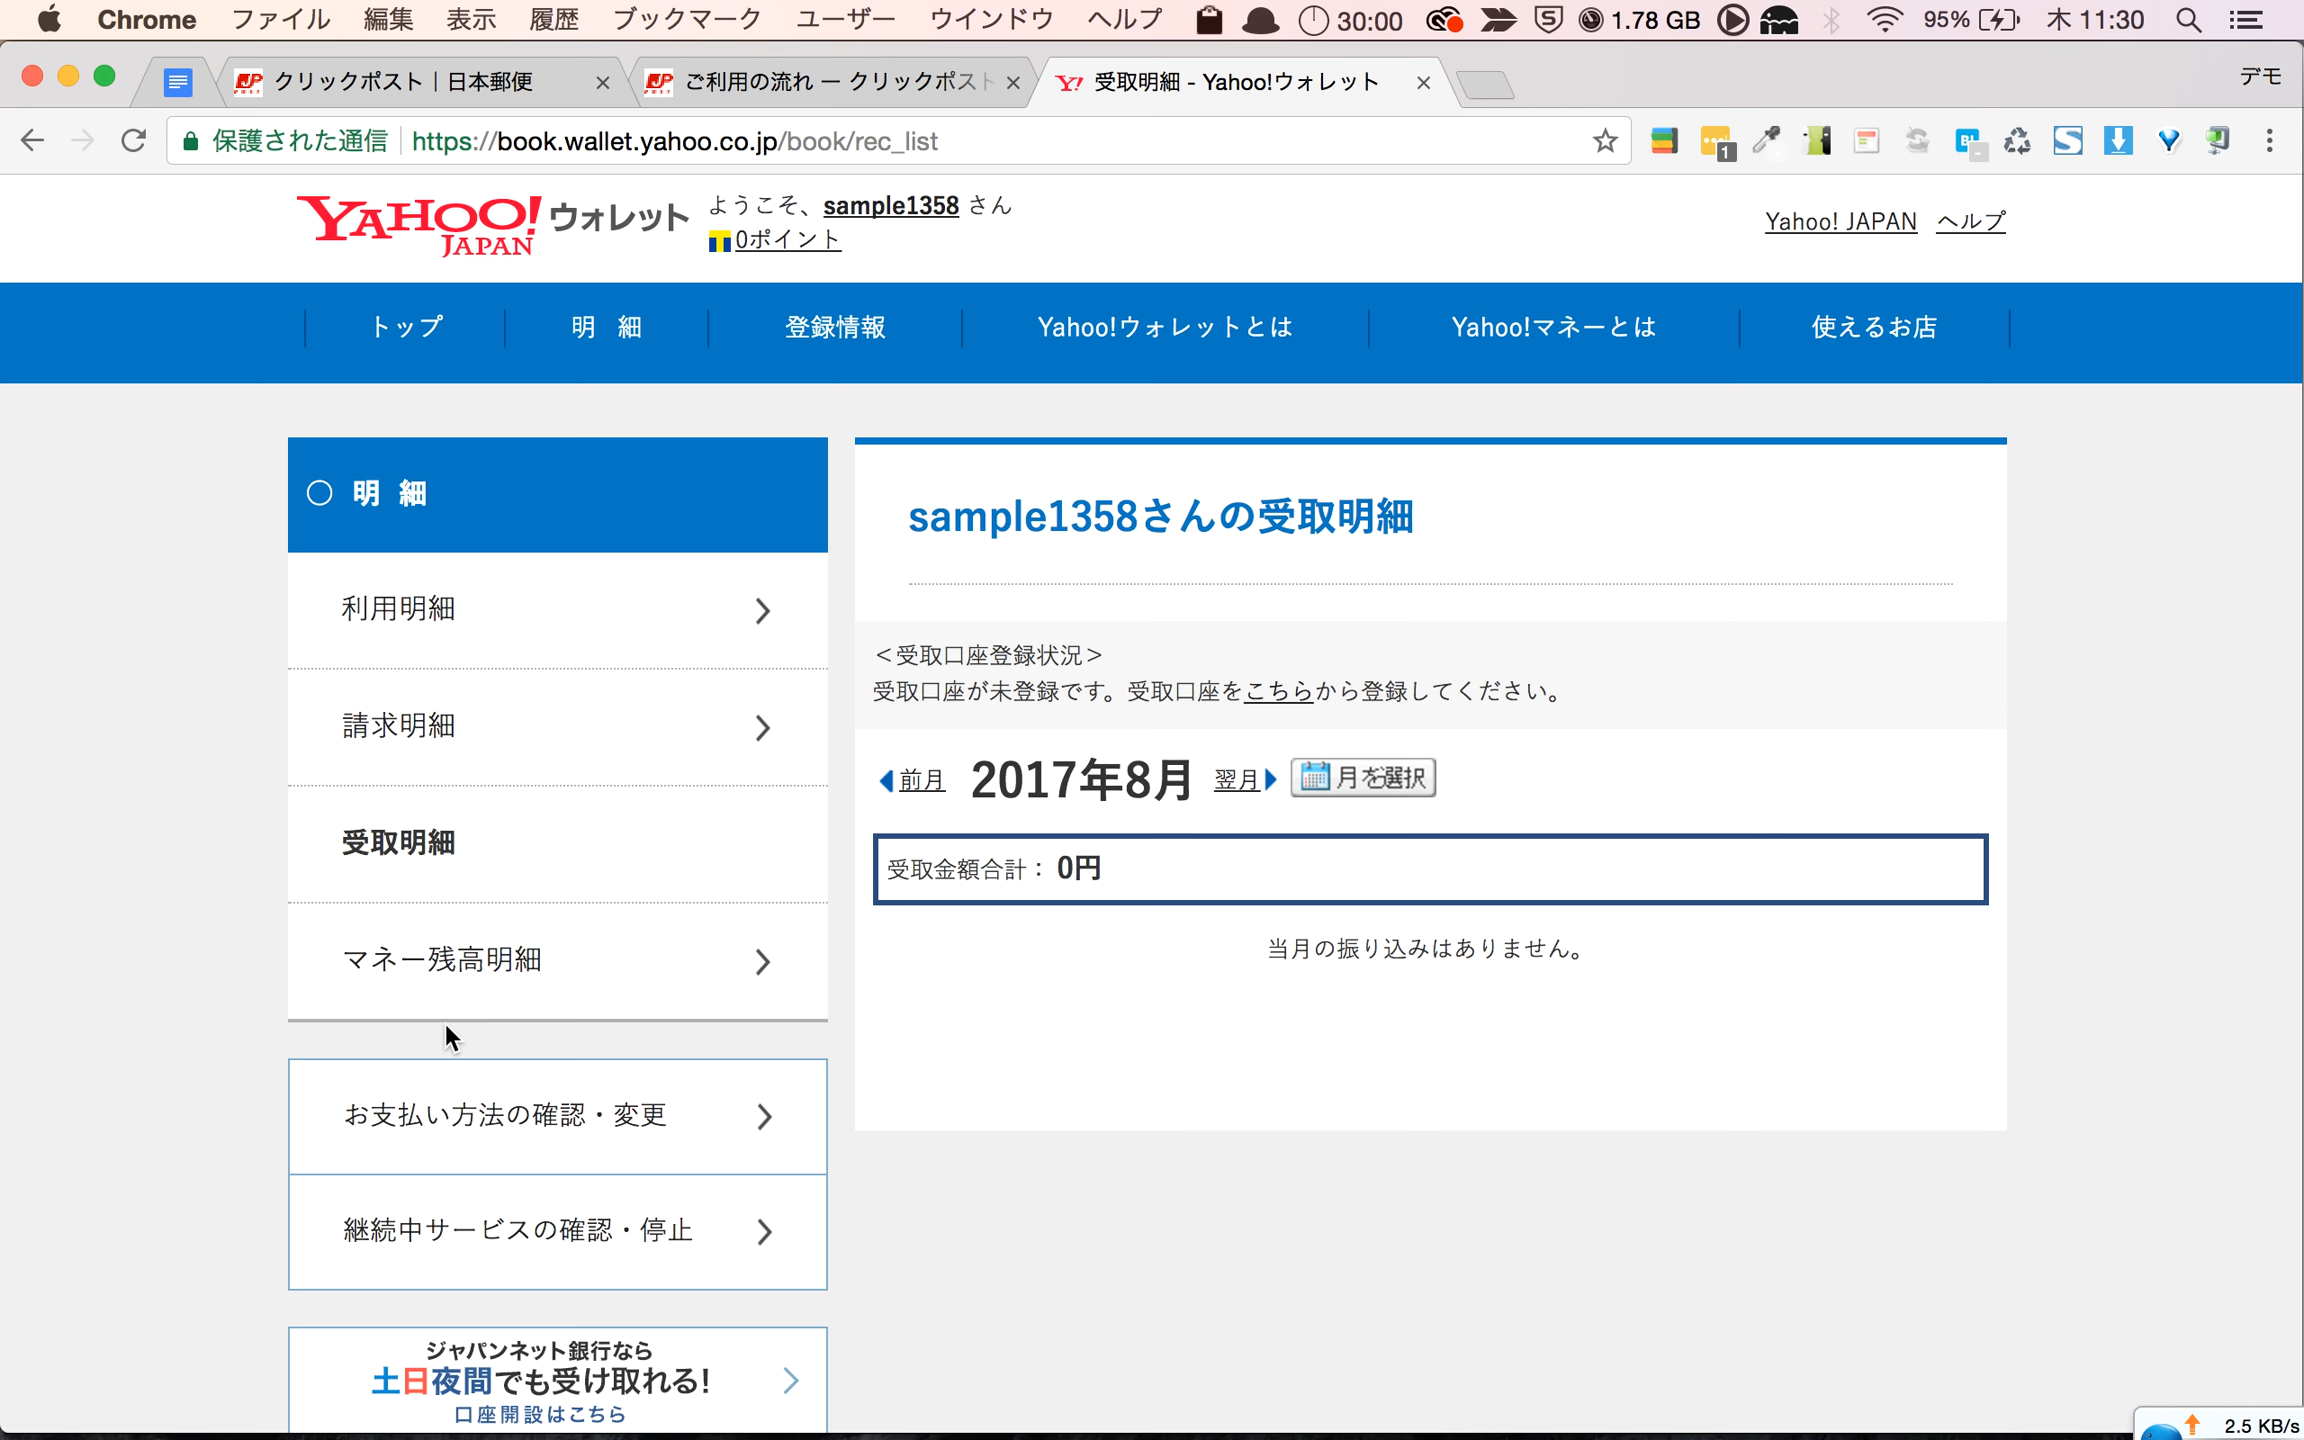 Chrome ファイル 編集 表示 履歴 ブックマーク ユーザー ウインドウ ヘルプ 30:00 1.78 GB 95% 木 11:30
クリックポスト｜日本郵便 ご利用の流れ ー クリックポスト 受取明細 - Yahoo!ウォレット デモ
保護された通信 https://book.wallet.yahoo.co.jp/book/rec_list
YAHOO! JAPAN ウォレット
ようこそ、sample1358 さん
0ポイント
Yahoo! JAPAN ヘルプ
トップ 明 細 登録情報 Yahoo!ウォレットとは Yahoo!マネーとは 使えるお店
明 細
利用明細
請求明細
受取明細
マネー残高明細
お支払い方法の確認・変更
継続中サービスの確認・停止
ジャパンネット銀行なら
土日夜間でも受け取れる!
口座開設はこちら
sample1358さんの受取明細
＜受取口座登録状況＞
受取口座が未登録です。受取口座をこちらから登録してください。
前月 2017年8月 翌月 月を選択
受取金額合計： 0円
当月の振り込みはありません。
2.5 KB/s